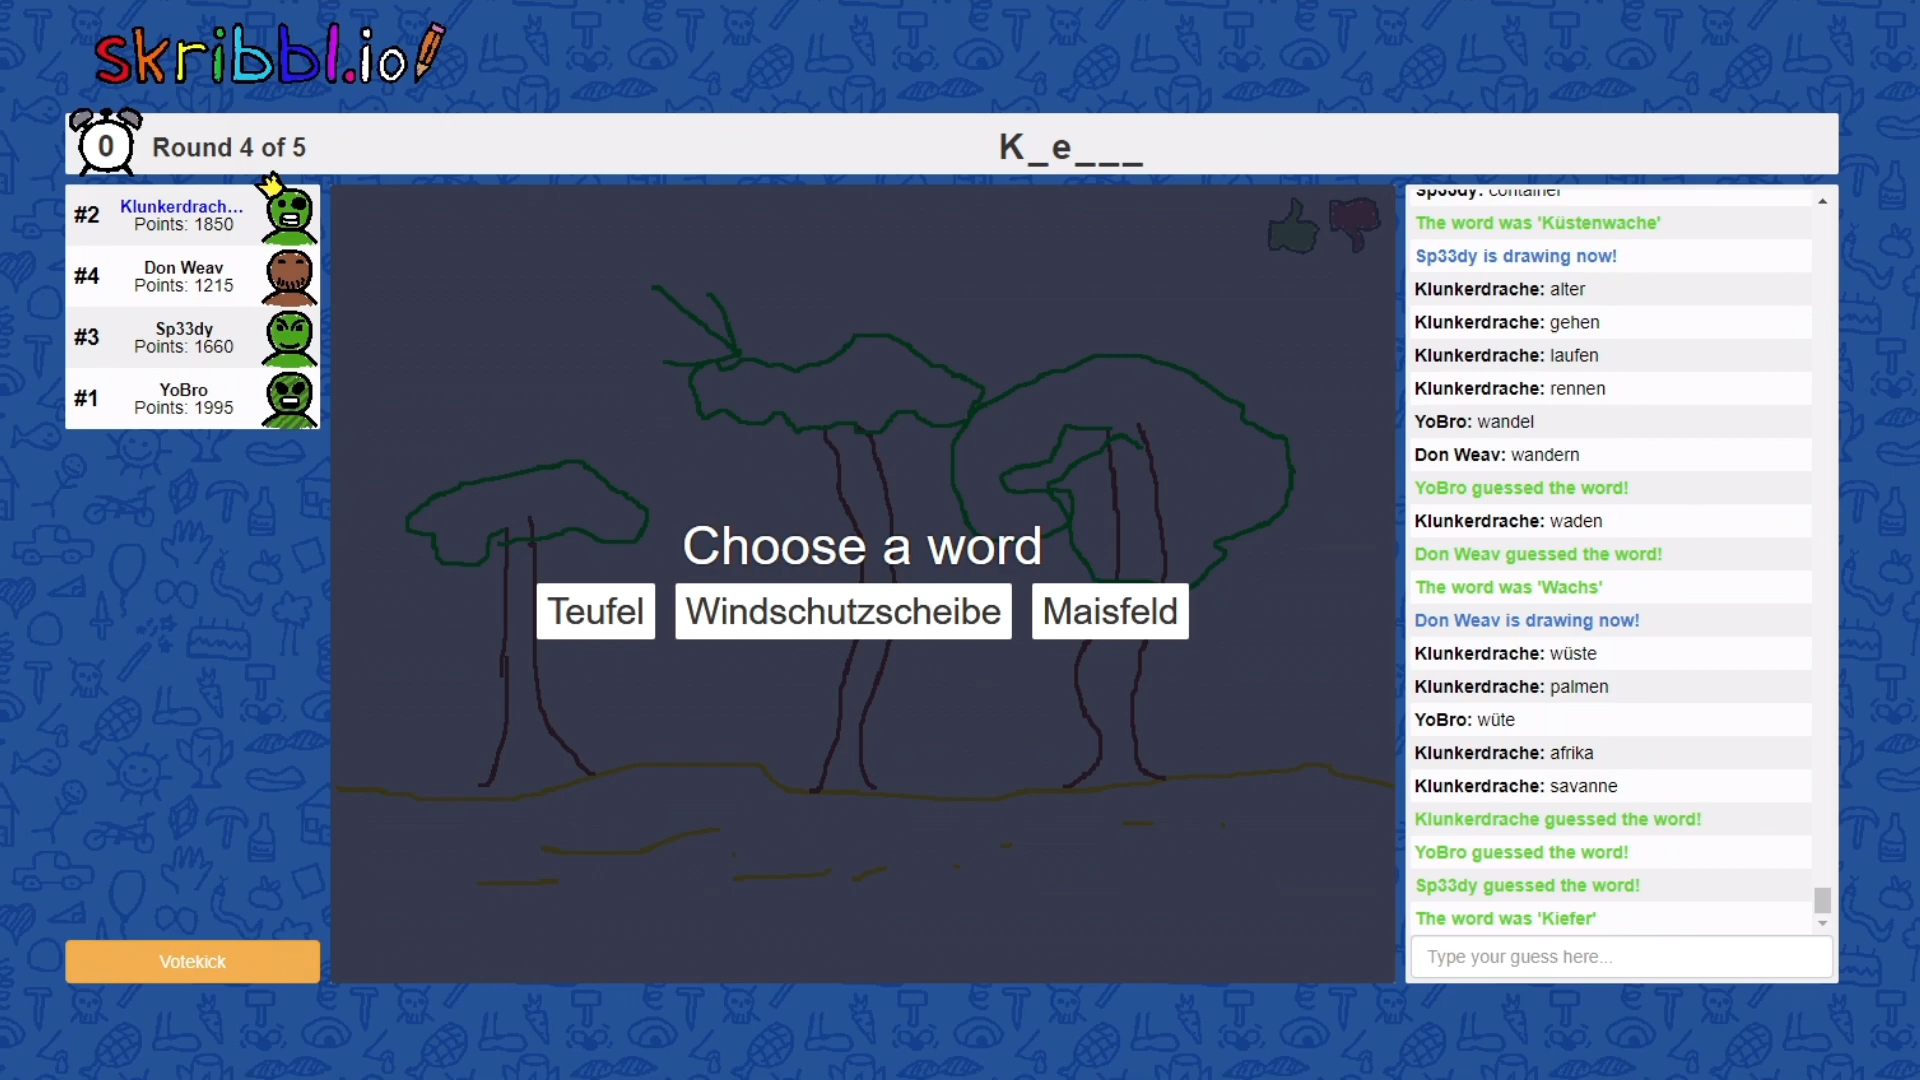 skribbl.io
0
Round 4 of 5
K_e___
#2
Klunkerdrach...
Points: 1850
#4
Don Weav
Points: 1215
#3
Sp33dy
Points: 1660
#1
YoBro
Points: 1995
Votekick
Choose a word
Teufel
Windschutzscheibe
Maisfeld
Sp33dy: container
The word was 'Küstenwache'
Sp33dy is drawing now!
Klunkerdrache: alter
Klunkerdrache: gehen
Klunkerdrache: laufen
Klunkerdrache: rennen
YoBro: wandel
Don Weav: wandern
YoBro guessed the word!
Klunkerdrache: waden
Don Weav guessed the word!
The word was 'Wachs'
Don Weav is drawing now!
Klunkerdrache: wüste
Klunkerdrache: palmen
YoBro: wüte
Klunkerdrache: afrika
Klunkerdrache: savanne
Klunkerdrache guessed the word!
YoBro guessed the word!
Sp33dy guessed the word!
The word was 'Kiefer'
Type your guess here...